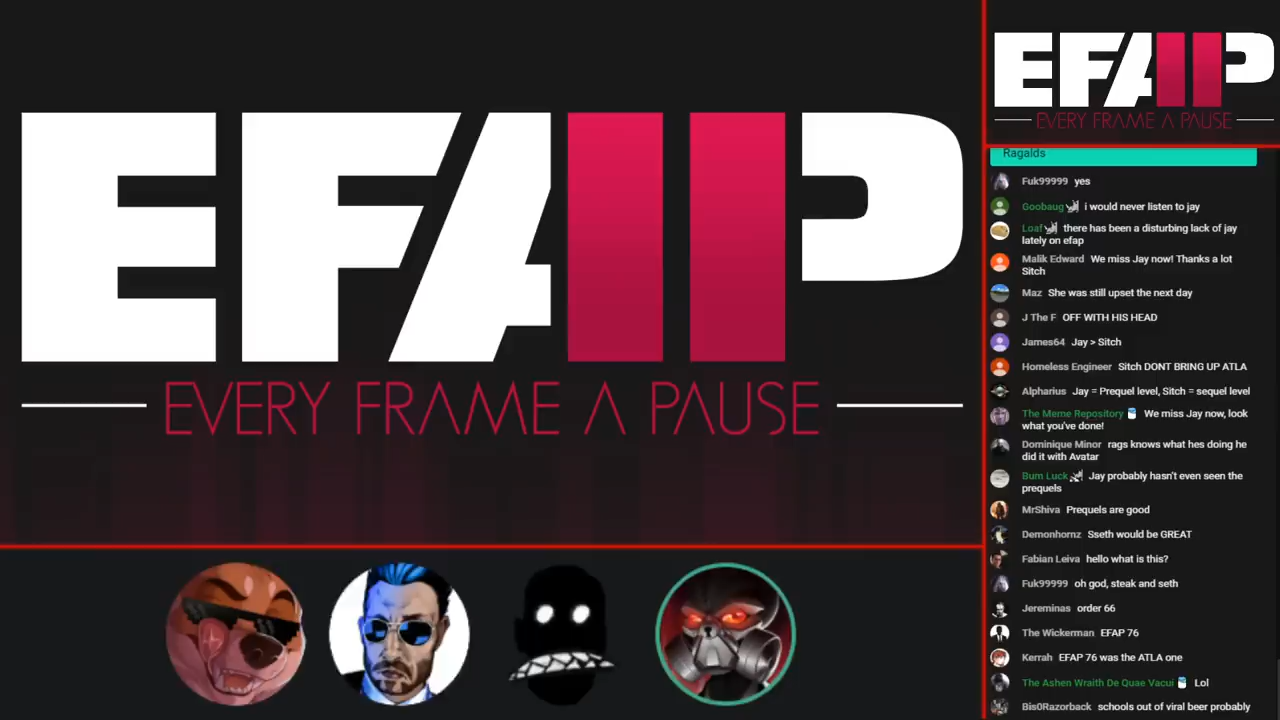 EFAP
EVERY FRAME A PAUSE
EFAP
EVERY FRAME A PAUSE
Ragalds
Fuk99999 yes
Goobaug i would never listen to jay
Loaf there has been a disturbing lack of jay
lately on efap
Malik Edward We miss Jay now! Thanks a lot
Sitch
Maz She was still upset the next day
J The F OFF WITH HIS HEAD
James64 Jay > Sitch
Homeless Engineer Sitch DONT BRING UP ATLA
Alpharius Jay = Prequel level, Sitch = sequel level
The Meme Repository We miss Jay now, look
what you've done!
Dominique Minor rags knows what hes doing he
did it with Avatar
Bum Luck Jay probably hasn't even seen the
prequels
MrShiva Prequels are good
Demonhornz Sseth would be GREAT
Fabian Leiva hello what is this?
Fuk99999 oh god, steak and seth
Jereminas order 66
The Wickerman EFAP 76
Kerrah EFAP 76 was the ATLA one
The Ashen Wraith De Quae Vacui Lol
Bis0Razorback schools out of viral beer probably